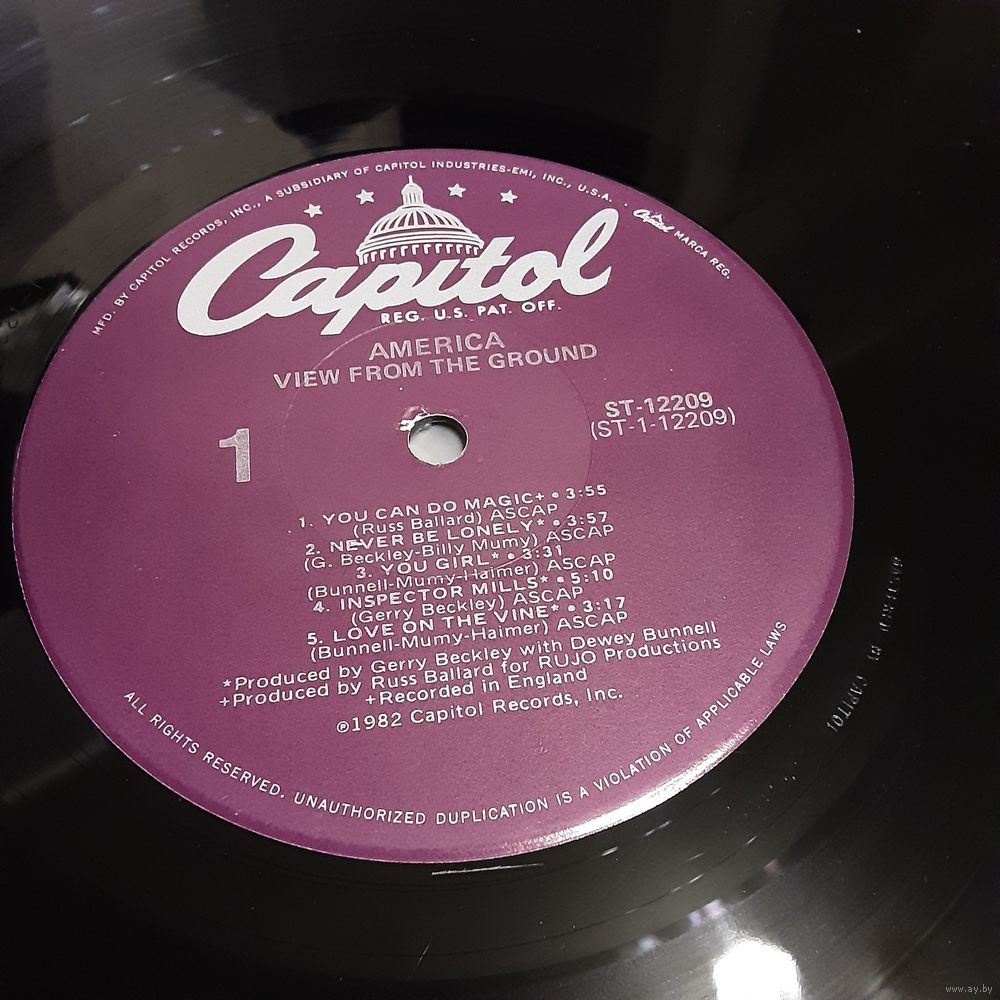 MFD. BY CAPITOL RECORDS, INC., A SUBSIDIARY OF CAPITOL INDUSTRIES-EMI, INC., U.S.A. · Capitol MARCA REG.
Capitol
REG. U.S. PAT. OFF.
AMERICA
VIEW FROM THE GROUND
ST-12209
(ST-1-12209)
1
1. YOU CAN DO MAGIC+ • 3:55
(Russ Ballard) ASCAP
2. NEVER BE LONELY* • 3:57
(G. Beckley-Billy Mumy) ASCAP
3. YOU GIRL* • 3:31
(Bunnell-Mumy-Haimer) ASCAP
4. INSPECTOR MILLS* • 5:10
(Gerry Beckley) ASCAP
5. LOVE ON THE VINE* • 3:17
(Bunnell-Mumy-Haimer) ASCAP
*Produced by Gerry Beckley with Dewey Bunnell
+Produced by Russ Ballard for RUJO Productions
+Recorded in England
℗1982 Capitol Records, Inc.
ALL RIGHTS RESERVED. UNAUTHORIZED DUPLICATION IS A VIOLATION OF APPLICABLE LAWS
MASTERED BY CAPITOL
www.ay.by